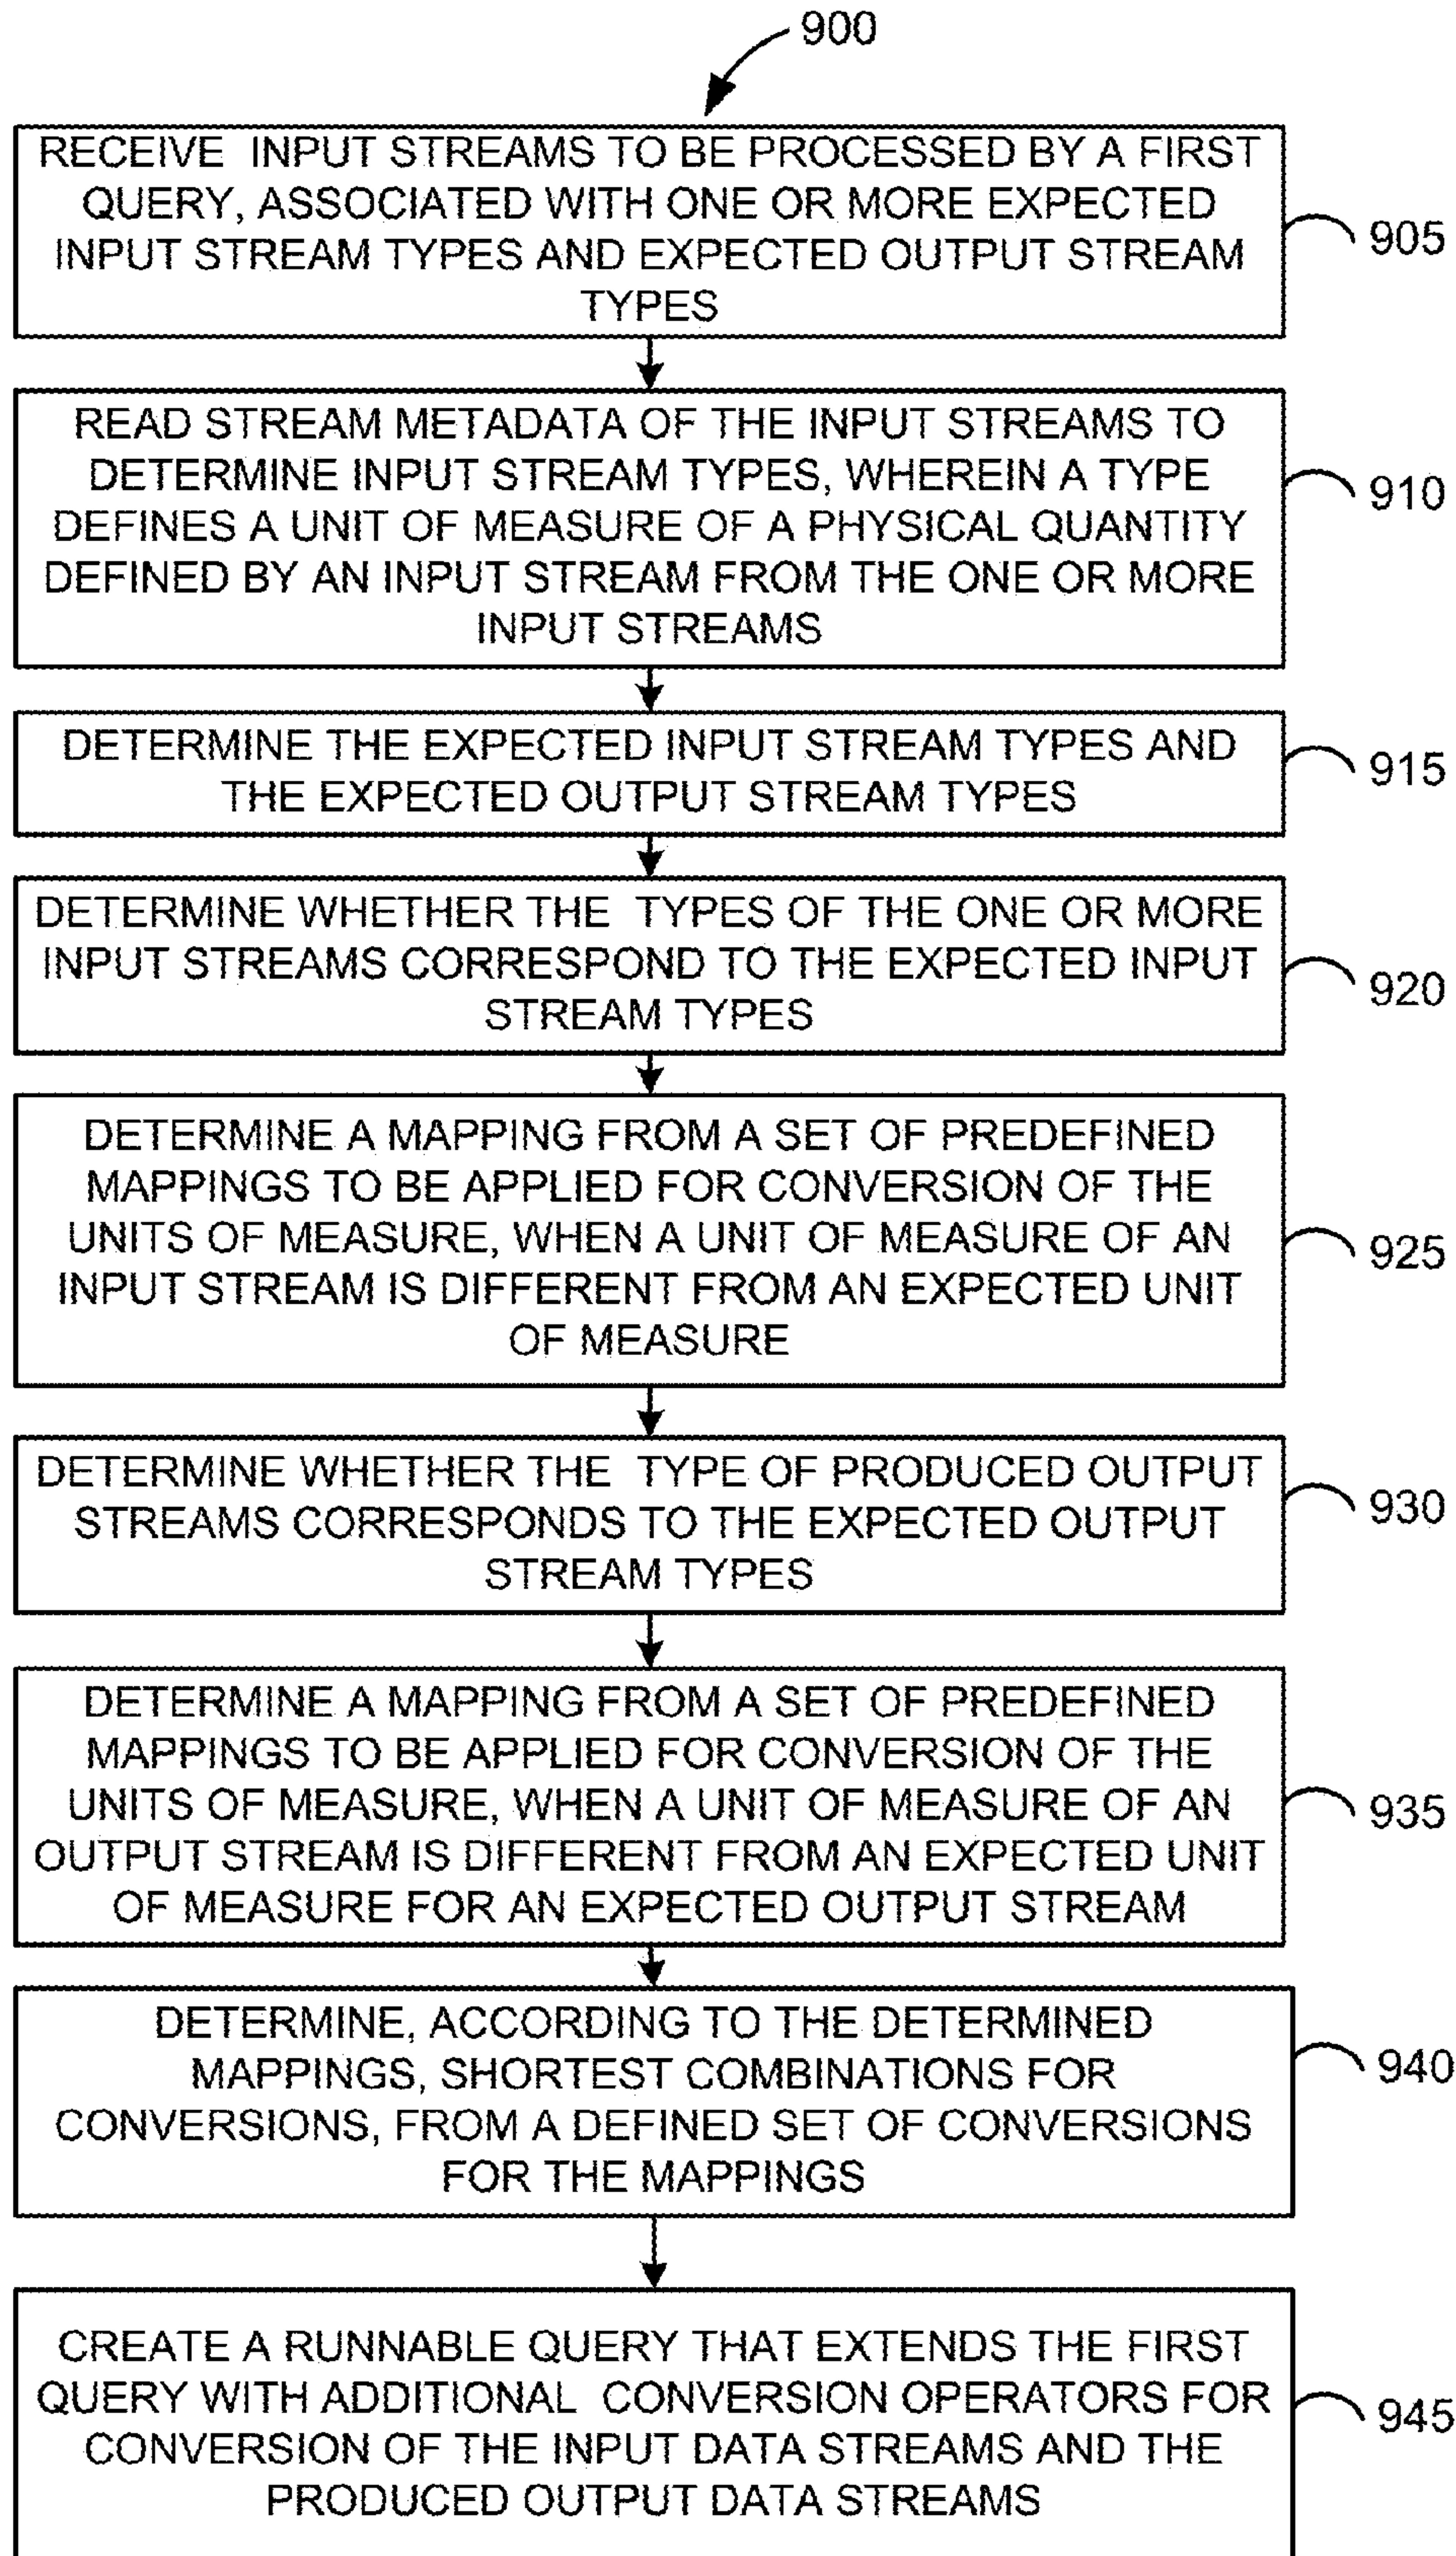 900
RECEIVE INPUT STREAMS TO BE PROCESSED BY A FIRST
QUERY, ASSOCIATED WITH ONE OR MORE EXPECTED
INPUT STREAM TYPES AND EXPECTED OUTPUT STREAM
TYPES
905
READ STREAM METADATA OF THE INPUT STREAMS TO
DETERMINE INPUT STREAM TYPES, WHEREIN A TYPE
DEFINES A UNIT OF MEASURE OF A PHYSICAL QUANTITY
DEFINED BY AN INPUT STREAM FROM THE ONE OR MORE
INPUT STREAMS
910
DETERMINE THE EXPECTED INPUT STREAM TYPES AND
THE EXPECTED OUTPUT STREAM TYPES
915
DETERMINE WHETHER THE TYPES OF THE ONE OR MORE
INPUT STREAMS CORRESPOND TO THE EXPECTED INPUT
STREAM TYPES
920
DETERMINE A MAPPING FROM A SET OF PREDEFINED
MAPPINGS TO BE APPLIED FOR CONVERSION OF THE
UNITS OF MEASURE, WHEN A UNIT OF MEASURE OF AN
INPUT STREAM IS DIFFERENT FROM AN EXPECTED UNIT
OF MEASURE
925
DETERMINE WHETHER THE TYPE OF PRODUCED OUTPUT
STREAMS CORRESPONDS TO THE EXPECTED OUTPUT
STREAM TYPES
930
DETERMINE A MAPPING FROM A SET OF PREDEFINED
MAPPINGS TO BE APPLIED FOR CONVERSION OF THE
UNITS OF MEASURE, WHEN A UNIT OF MEASURE OF AN
OUTPUT STREAM IS DIFFERENT FROM AN EXPECTED UNIT
OF MEASURE FOR AN EXPECTED OUTPUT STREAM
935
DETERMINE, ACCORDING TO THE DETERMINED
MAPPINGS, SHORTEST COMBINATIONS FOR
CONVERSIONS, FROM A DEFINED SET OF CONVERSIONS
FOR THE MAPPINGS
940
CREATE A RUNNABLE QUERY THAT EXTENDS THE FIRST
QUERY WITH ADDITIONAL CONVERSION OPERATORS FOR
CONVERSION OF THE INPUT DATA STREAMS AND THE
PRODUCED OUTPUT DATA STREAMS
945